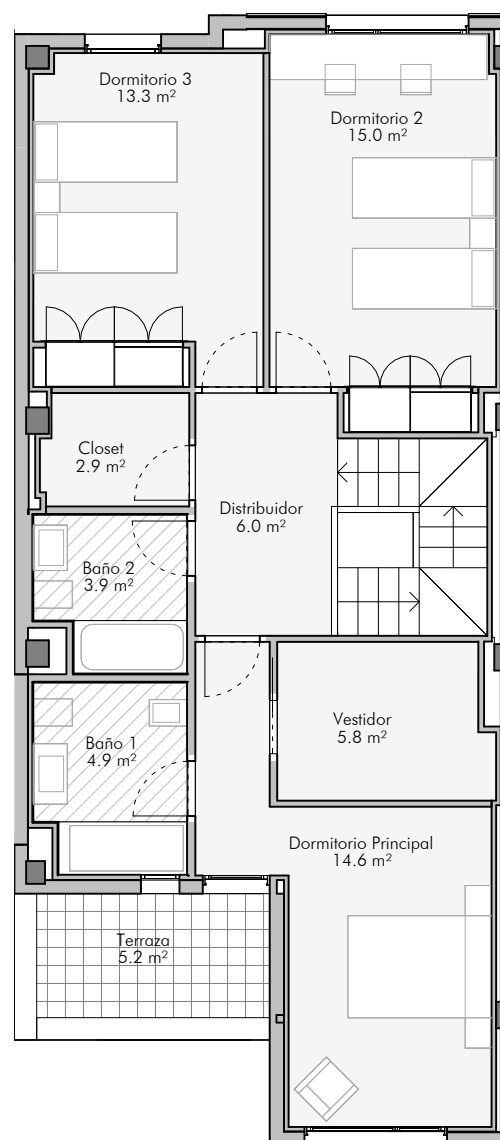 Dormitorio 3
13.3 m²
Dormitorio 2
15.0 m²
Closet
2.9 m²
Distribuidor
6.0 m²
Baño 2
3.9 m²
Vestidor
5.8 m²
Baño 1
4.9 m²
Dormitorio Principal
14.6 m²
Terraza
5.2 m²